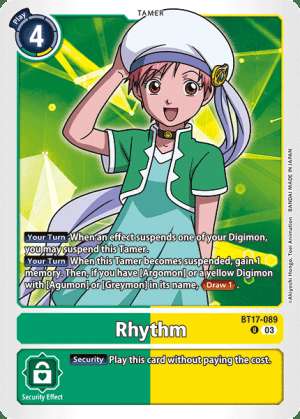 TAMER
Play
4
Your Turn When an effect suspends one of your Digimon,
you may suspend this Tamer.
Your Turn When this Tamer becomes suspended, gain 1
memory. Then, if you have [Argomon] or a yellow Digimon
with [Agumon] or [Greymon] in its name, Draw 1
©Akiyoshi Hongo, Toei Animation BANDAI MADE IN JAPAN
BT17-089
Rhythm
U 03
Security Play this card without paying the cost.
Security Effect